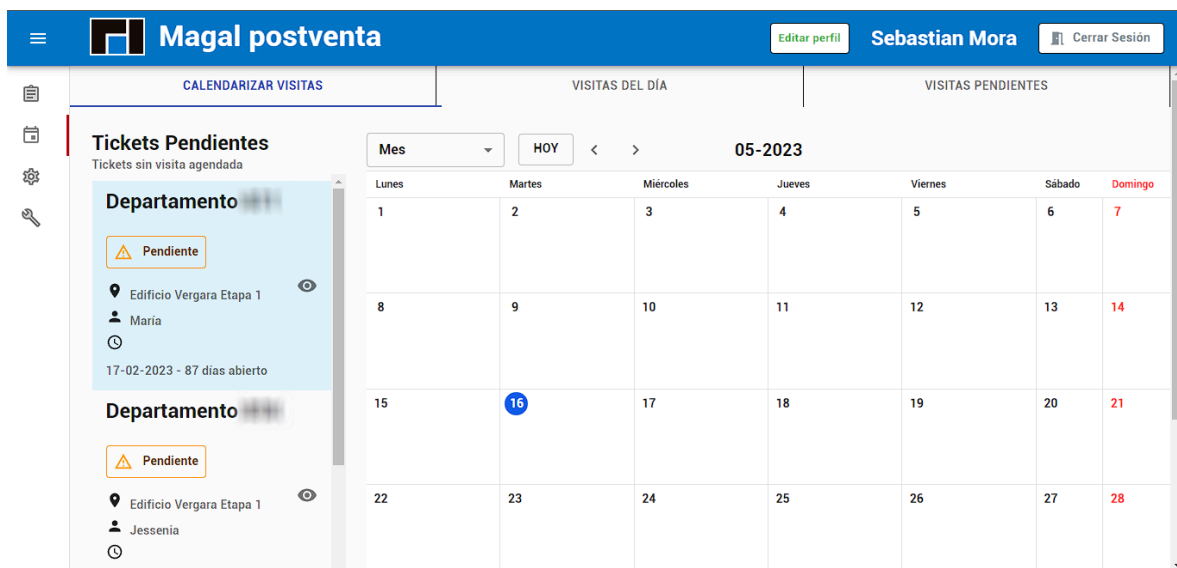 Magal postventa
Editar perfil
Sebastian Mora
Cerrar Sesión
CALENDARIZAR VISITAS
VISITAS DEL DÍA
VISITAS PENDIENTES
Tickets Pendientes
Tickets sin visita agendada
Departamento
Pendiente
Edificio Vergara Etapa 1
María
17-02-2023 - 87 días abierto
Departamento
Pendiente
Edificio Vergara Etapa 1
Jessenia
Mes
HOY
05-2023
Lunes Martes Miércoles Jueves Viernes Sábado Domingo
1 2 3 4 5 6 7
8 9 10 11 12 13 14
15 16 17 18 19 20 21
22 23 24 25 26 27 28